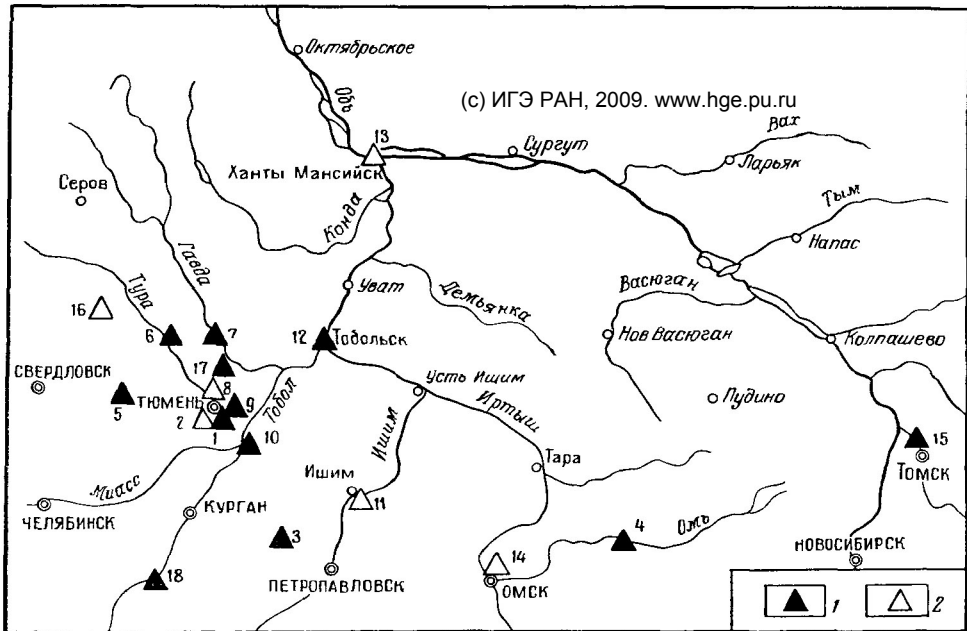 Октябрьское
Обь
(с) ИГЭ РАН, 2009. www.hge.pu.ru
13
Сургут
Вах
Ларьяк
Ханты Мансийск
Серов
Конда
Тым
Напас
Тавда
Тура
Уват
Демьянка
Васюган
16
6
7
12
Тобольск
Нов Васюган
Колпашево
17
СВЕРДЛОВСК
8
Усть Ишим
5
ТЮМЕНЬ
9
Тобол
Иртыш
Пудино
2
1
10
Ишим
15
ТОМСК
Тара
Миасс
Ишим
11
ЧЕЛЯБИНСК
КУРГАН
3
4
Омь
НОВОСИБИРСК
14
18
ПЕТРОПАВЛОВСК
ОМСК
1
2